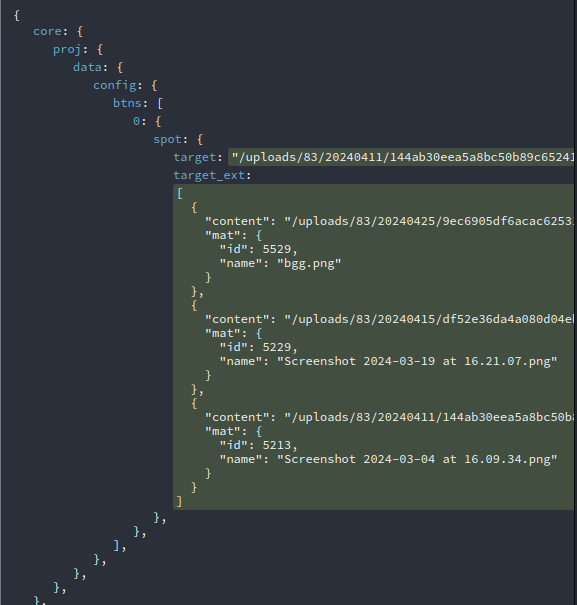 {
core: {
proj: {
data: {
config: {
btns: [
0: {
spot: {
target: "/uploads/83/20240411/144ab30eea5a8bc50b89c65241
target_ext:
[
{
"content": "/uploads/83/20240425/9ec6905df6acac6253
"mat": {
"id": 5529,
"name": "bgg.png"
}
},
{
"content": "/uploads/83/20240415/df52e36da4a080d04e
"mat": {
"id": 5229,
"name": "Screenshot 2024-03-19 at 16.21.07.png"
}
},
{
"content": "/uploads/83/20240411/144ab30eea5a8bc50b
"mat": {
"id": 5213,
"name": "Screenshot 2024-03-04 at 16.09.34.png"
}
}
]
},
},
],
},
},
},
},